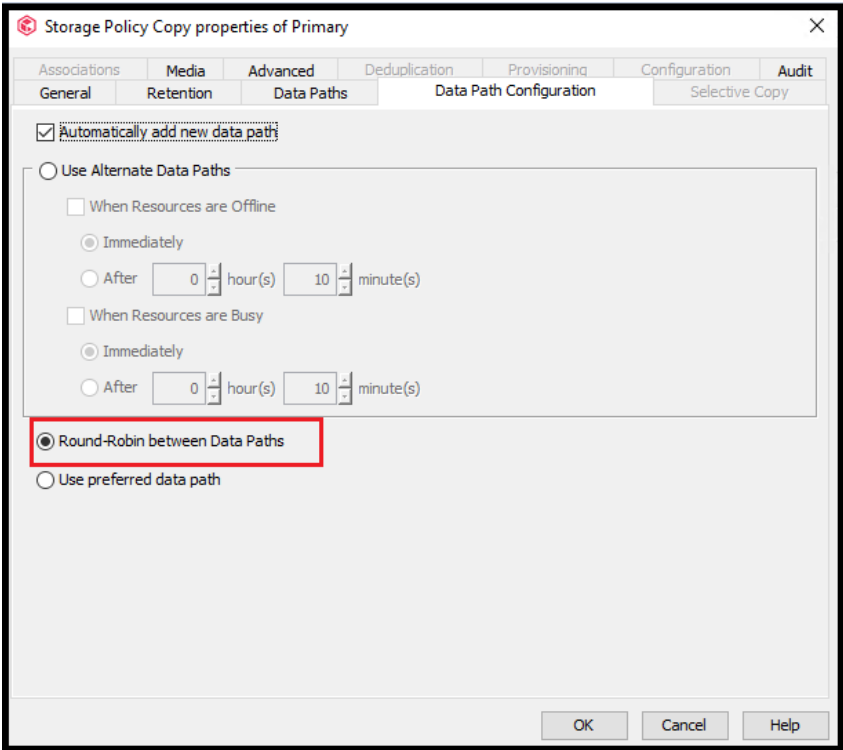 Storage Policy Copy properties of Primary
Associations Media Advanced Deduplication Provisioning Configuration Audit
General Retention Data Paths Data Path Configuration Selective Copy
Automatically add new data path
Use Alternate Data Paths
When Resources are Offline
Immediately
After 0 hour(s) 10 minute(s)
When Resources are Busy
Immediately
After 0 hour(s) 10 minute(s)
Round-Robin between Data Paths
Use preferred data path
OK Cancel Help